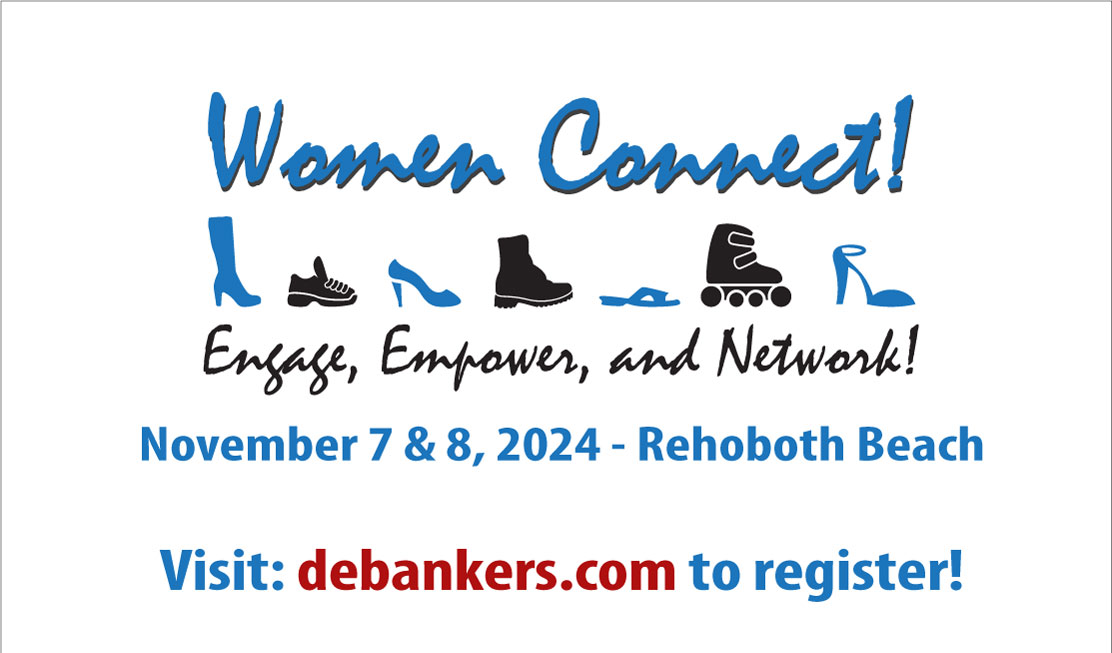 Women Connect!
Engage, Empower, and Network!
November 7 & 8, 2024 - Rehoboth Beach
Visit: debankers.com to register!